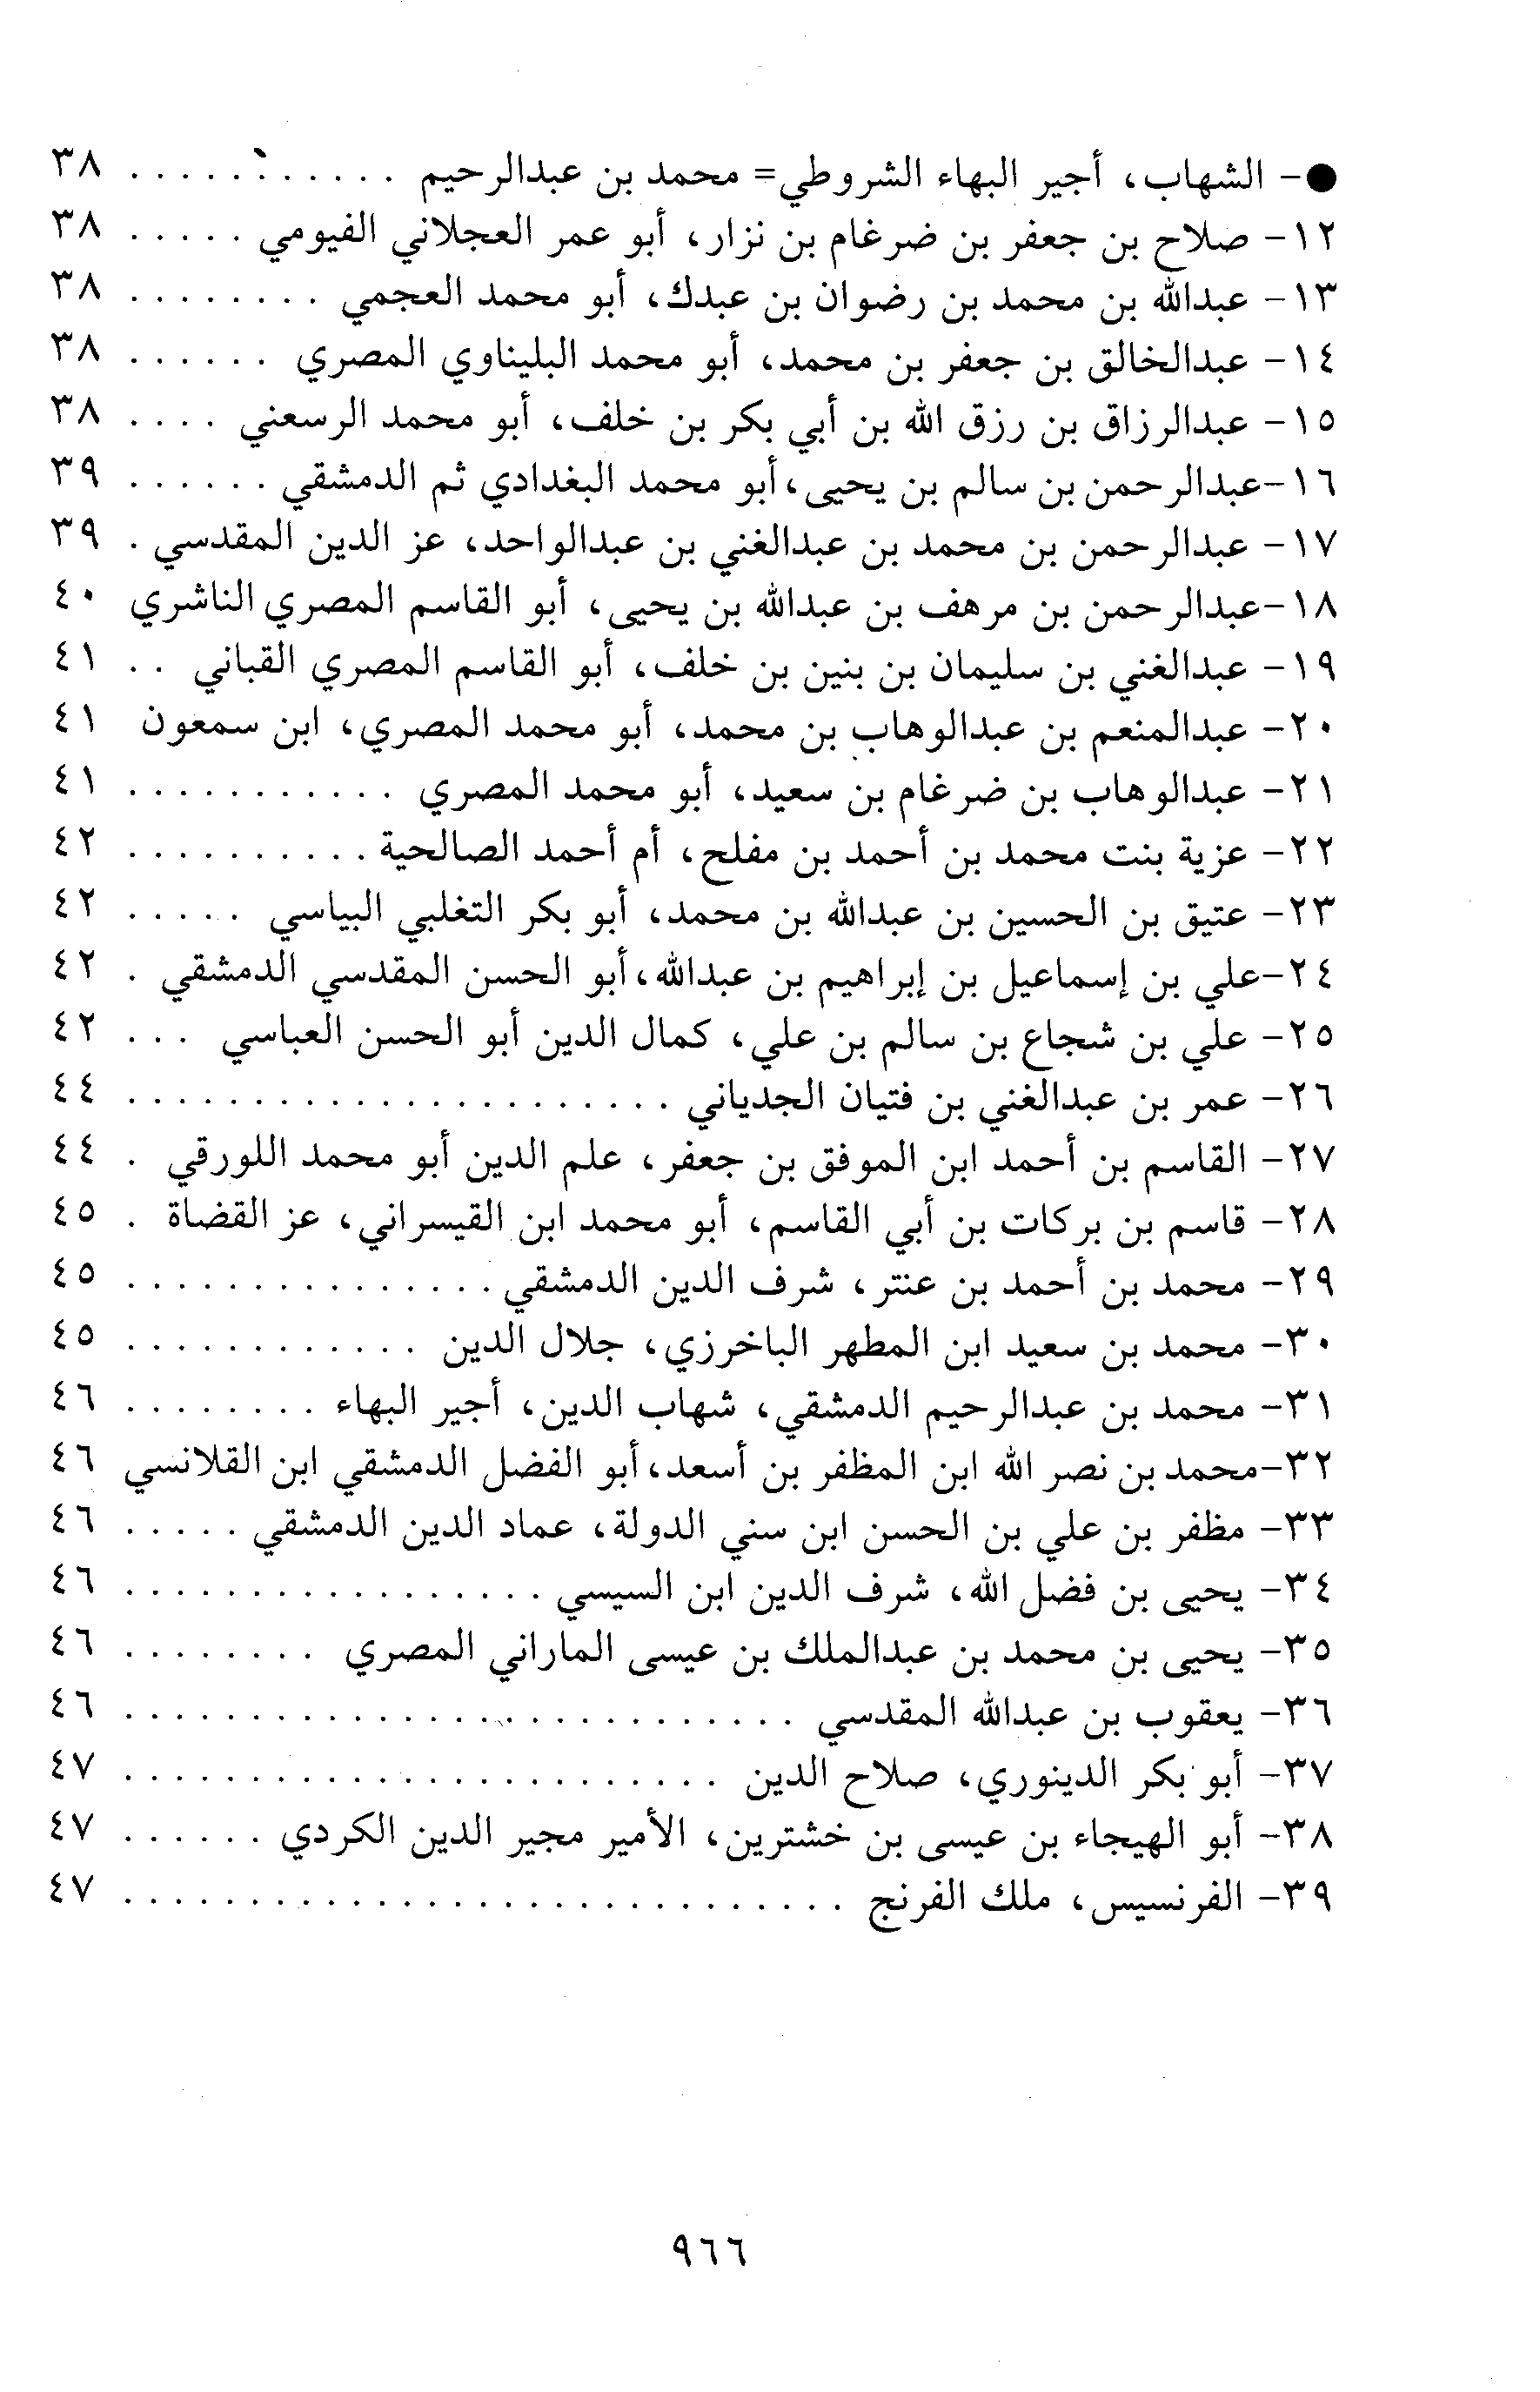 ●- الشهاب، أجير البهاء الشروطي= محمد بن عبدالرحيم . . . . . . . . . . . ٣٨
١٢- صلاح بن جعفر بن ضرغام بن نزار، أبو عمر العجلاني الفيومي . . . . . ٣٨
١٣- عبدالله بن محمد بن رضوان بن عبدك، أبو محمد العجمي . . . . . . . . ٣٨
١٤- عبدالخالق بن جعفر بن محمد، أبو محمد البليناوي المصري . . . . . . ٣٨
١٥- عبدالرزاق بن رزق الله بن أبي بكر بن خلف، أبو محمد الرسعني . . . . ٣٨
١٦-عبدالرحمن بن سالم بن يحيى،أبو محمد البغدادي ثم الدمشقي . . . . . . ٣٩
١٧- عبدالرحمن بن محمد بن عبدالغني بن عبدالواحد، عز الدين المقدسي . ٣٩
١٨-عبدالرحمن بن مرهف بن عبدالله بن يحيى، أبو القاسم المصري الناشري ٤٠
١٩- عبدالغني بن سليمان بن بنين بن خلف، أبو القاسم المصري القباني . . ٤١
٢٠- عبدالمنعم بن عبدالوهاب بن محمد، أبو محمد المصري، ابن سمعون ٤١
٢١- عبدالوهاب بن ضرغام بن سعيد، أبو محمد المصري . . . . . . . . . . . ٤١
٢٢- عزية بنت محمد بن أحمد بن مفلح، أم أحمد الصالحية . . . . . . . . . . ٤٢
٢٣- عتيق بن الحسين بن عبدالله بن محمد، أبو بكر التغلبي البياسي . . . . . ٤٢
٢٤-علي بن إسماعيل بن إبراهيم بن عبدالله،أبو الحسن المقدسي الدمشقي . ٤٢
٢٥- علي بن شجاع بن سالم بن علي، كمال الدين أبو الحسن العباسي . . . ٤٢
٢٦- عمر بن عبدالغني بن فتيان الجدياني . . . . . . . . . . . . . . . . . . . . . . ٤٤
٢٧- القاسم بن أحمد ابن الموفق بن جعفر، علم الدين أبو محمد اللورقي . ٤٤
٢٨- قاسم بن بركات بن أبي القاسم، أبو محمد ابن القيسراني، عز القضاة . ٤٥
٢٩- محمد بن أحمد بن عنتر، شرف الدين الدمشقي . . . . . . . . . . . . . . . ٤٥
٣٠- محمد بن سعيد ابن المطهر الباخرزي، جلال الدين . . . . . . . . . . . . ٤٥
٣١- محمد بن عبدالرحيم الدمشقي، شهاب الدين، أجير البهاء . . . . . . . . ٤٦
٣٢-محمد بن نصر الله ابن المظفر بن أسعد،أبو الفضل الدمشقي ابن القلانسي ٤٦
٣٣- مظفر بن علي بن الحسن ابن سني الدولة، عماد الدين الدمشقي . . . . . ٤٦
٣٤- يحيى بن فضل الله، شرف الدين ابن السيسي . . . . . . . . . . . . . . . . . ٤٦
٣٥- يحيى بن محمد بن عبدالملك بن عيسى الماراني المصري . . . . . . . . ٤٦
٣٦- يعقوب بن عبدالله المقدسي . . . . . . . . . . . . . . . . . . . . . . . . . . . ٤٦
٣٧- أبو بكر الدينوري، صلاح الدين . . . . . . . . . . . . . . . . . . . . . . . . ٤٧
٣٨- أبو الهيجاء بن عيسى بن خشترين، الأمير مجير الدين الكردي . . . . . . ٤٧
٣٩- الفرنسيس، ملك الفرنج . . . . . . . . . . . . . . . . . . . . . . . . . . . . . ٤٧
٩٦٦